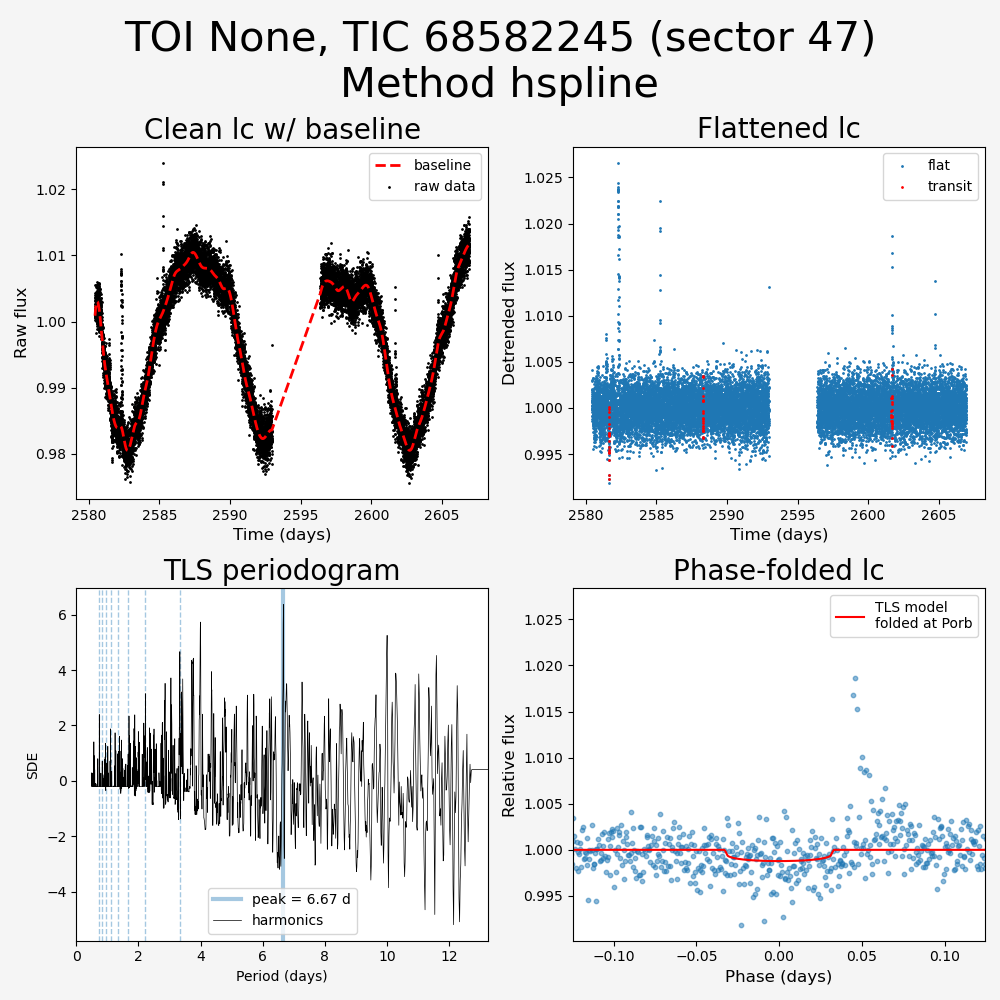 TOI None, TIC 68582245 (sector 47)
Method hspline
Clean lc w/ baseline
Raw flux
1.02
1.01
1.00
0.99
0.98
baseline
raw data
2580
2585
2590
2595
2600
2605
Time (days)
Flattened lc
Detrended flux
1.025
1.020
1.015
1.010
1.005
1.000
0.995
flat
transit
2580
2585
2590
2595
2600
2605
Time (days)
TLS periodogram
SDE
6
4
2
0
−2
−4
peak = 6.67 d
harmonics
0
2
4
6
8
10
12
Period (days)
Phase-folded lc
Relative flux
1.025
1.020
1.015
1.010
1.005
1.000
0.995
TLS model
folded at Porb
−0.10
−0.05
0.00
0.05
0.10
Phase (days)